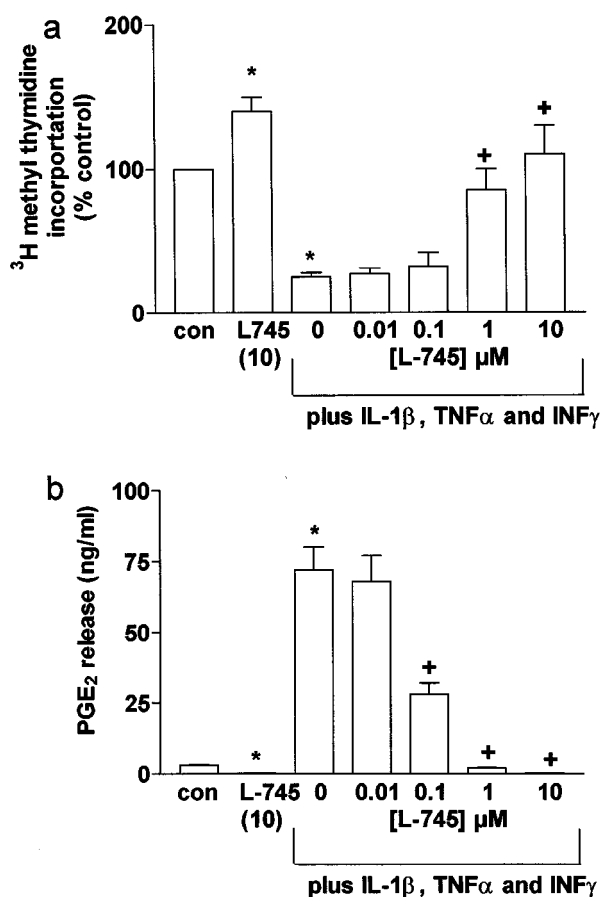 a
200
100
0
³H methyl thymidine
incorportation
(% control)
*
*
+
+
con L745 0 0.01 0.1 1 10
(10) [L-745] µM
plus IL-1β, TNFα and INFγ
b
100
75
50
25
0
PGE₂ release (ng/ml)
*
*
+
+
+
con L-745 0 0.01 0.1 1 10
(10) [L-745] µM
plus IL-1β, TNFα and INFγ